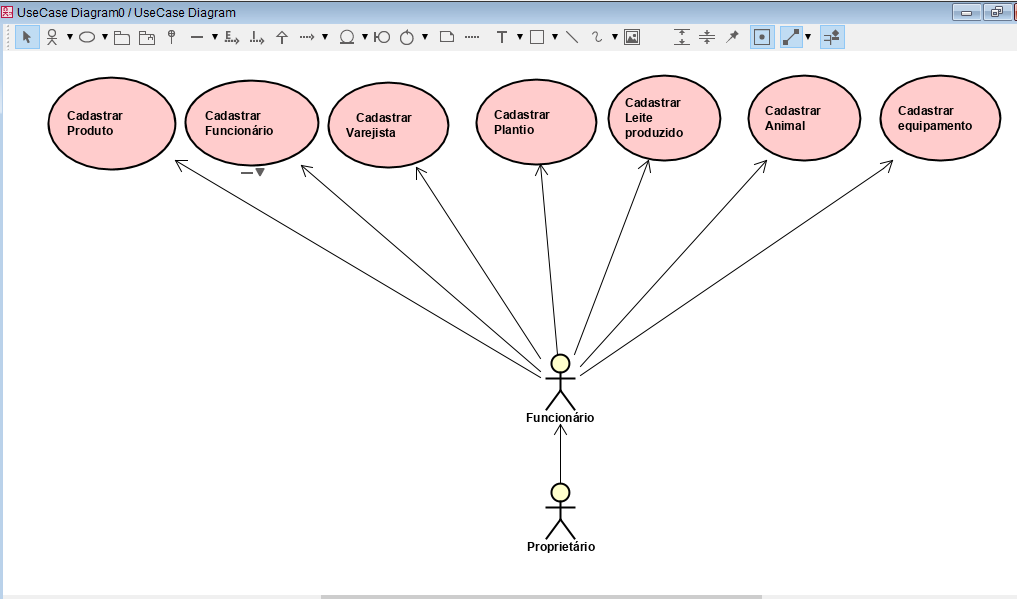 UseCase Diagram0 / UseCase Diagram
Cadastrar
Produto
Cadastrar
Funcionário
Cadastrar
Varejista
Cadastrar
Plantio
Cadastrar
Leite
produzido
Cadastrar
Animal
Cadastrar
equipamento
Funcionário
Proprietário